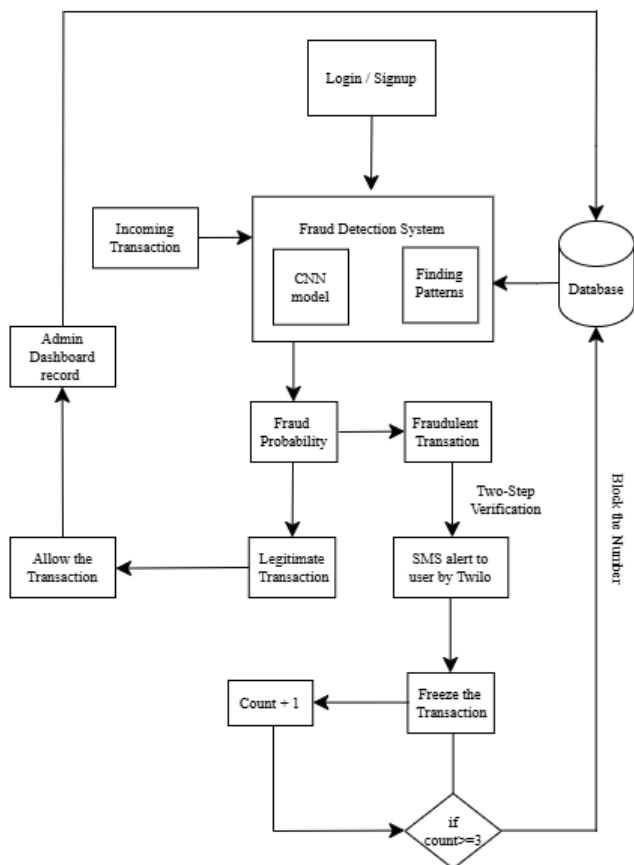 Login / Signup
Incoming
Transaction
Fraud Detection System
CNN
model
Finding
Patterns
Database
Admin
Dashboard
record
Fraud
Probability
Fraudulent
Transation
Two-Step
Verification
Block the Number
Allow the
Transaction
Legitimate
Transaction
SMS alert to
user by Twilo
Count + 1
Freeze the
Transaction
if
count>=3